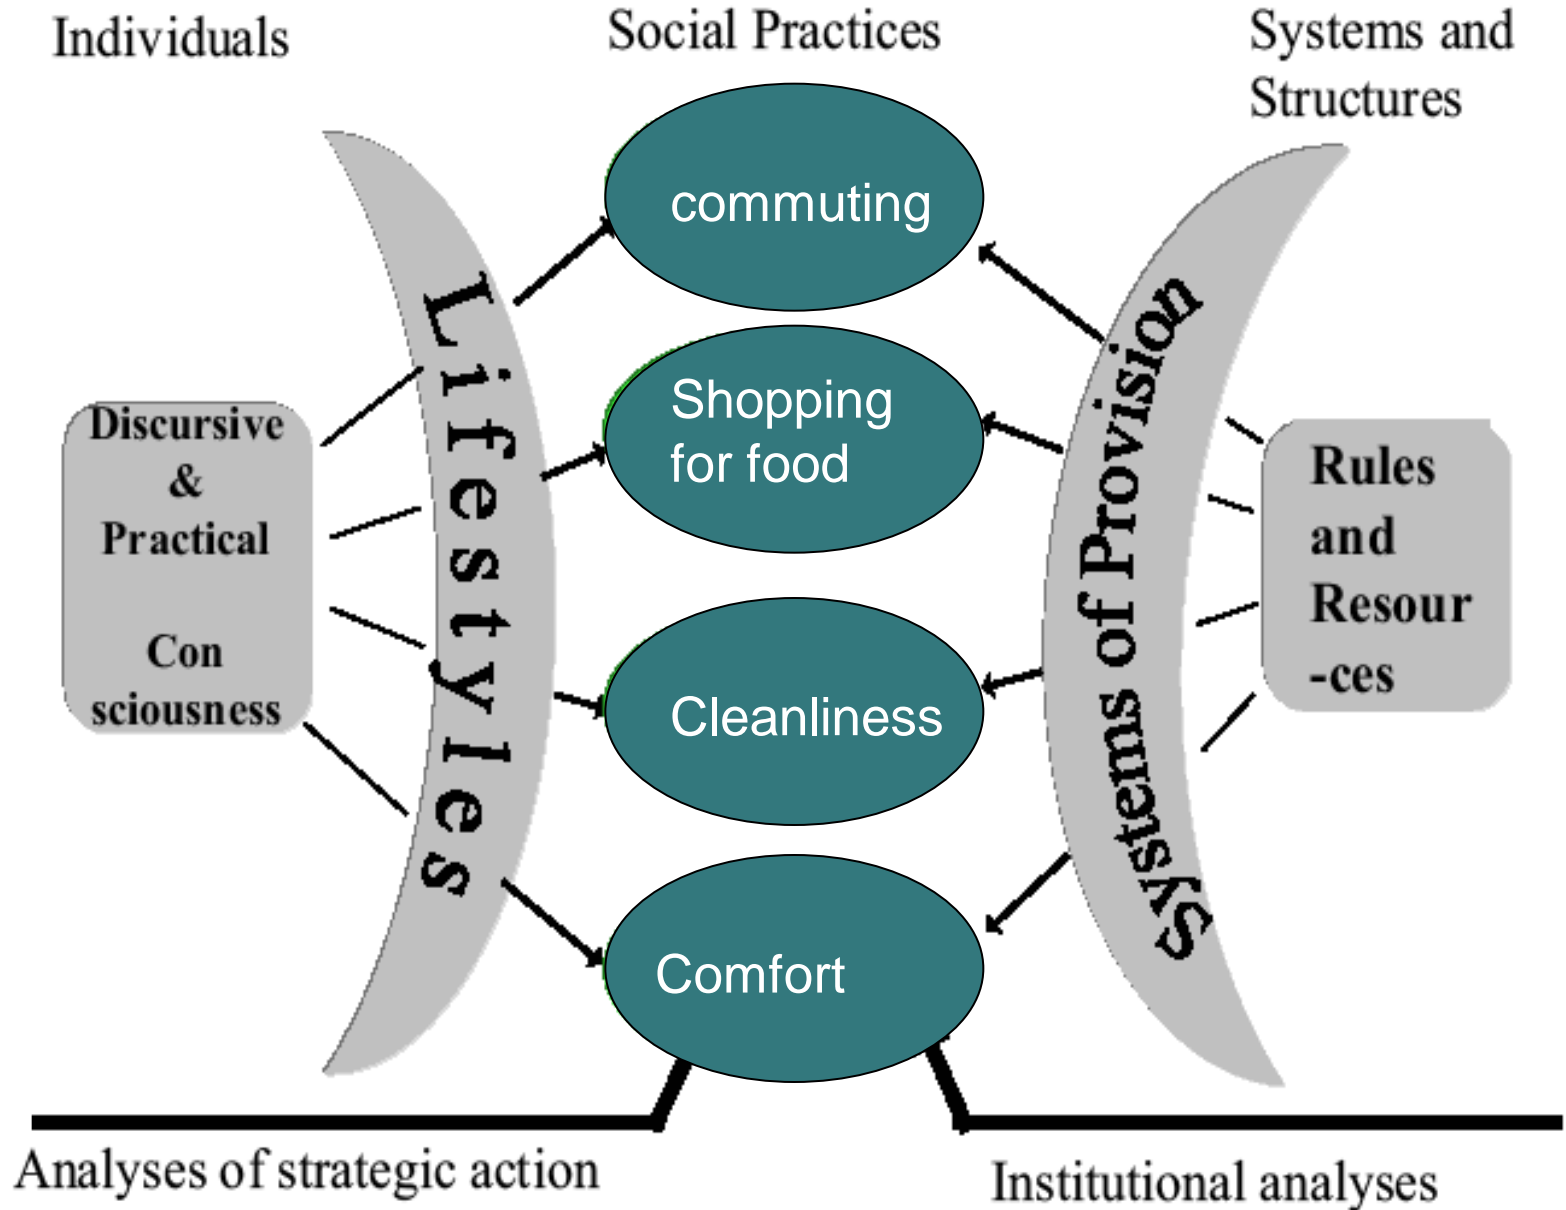 Individuals
Social Practices
Systems and
Structures
commuting
Shopping
for food
Cleanliness
Comfort
Discursive
&
Practical
Con
sciousness
Lifestyles
Systems of Provision
Rules
and
Resour
-ces
Analyses of strategic action
Institutional analyses